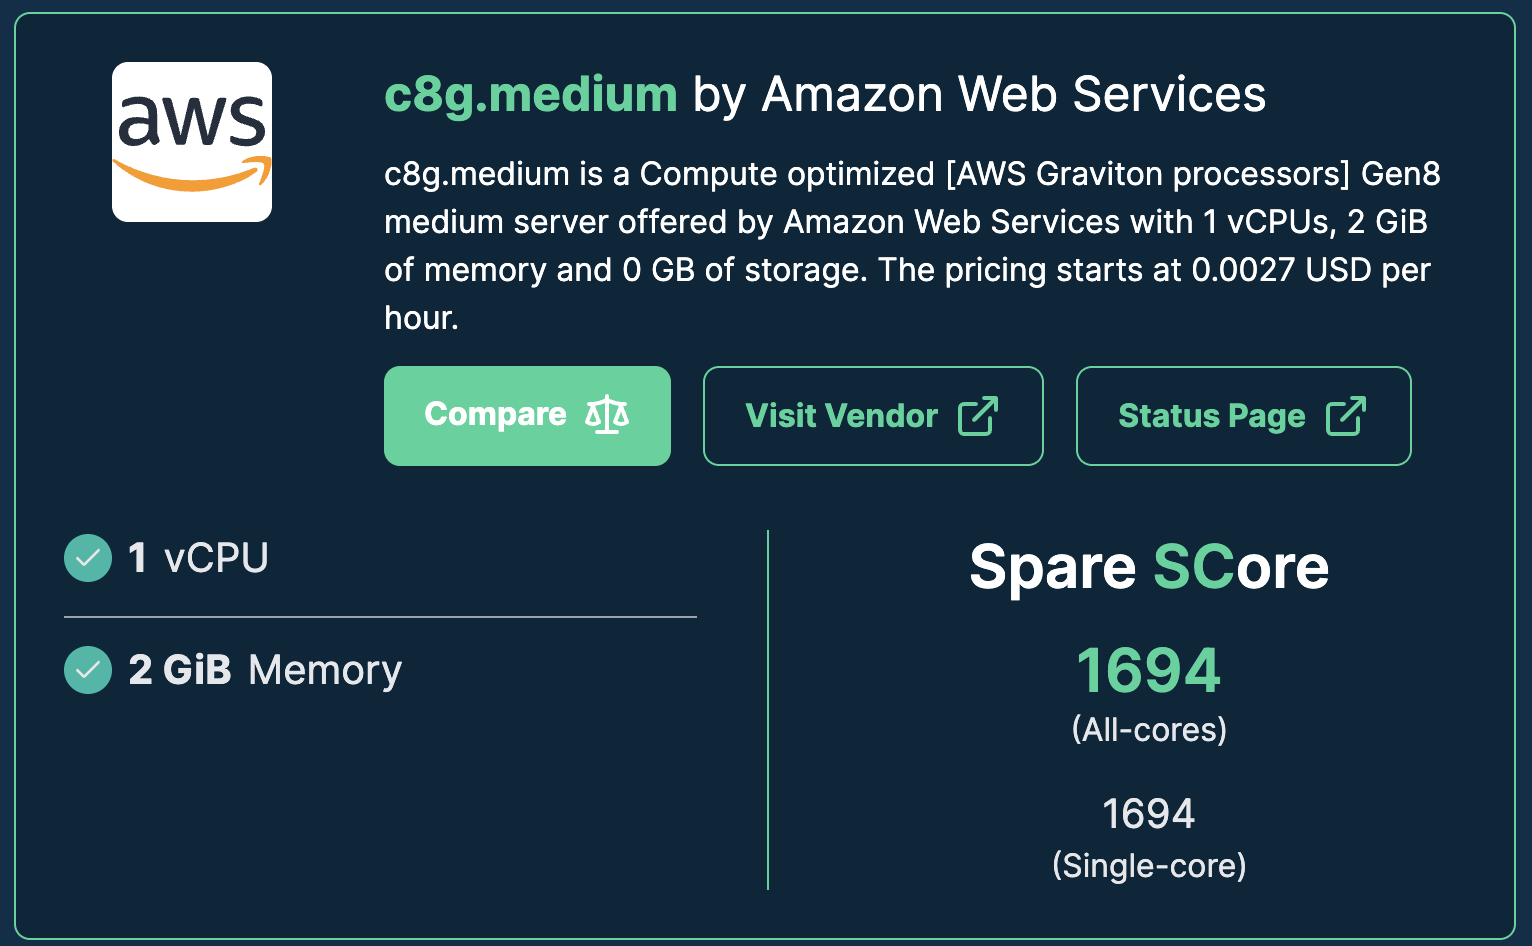 aws
c8g.medium by Amazon Web Services
c8g.medium is a Compute optimized [AWS Graviton processors] Gen8
medium server offered by Amazon Web Services with 1 vCPUs, 2 GiB
of memory and 0 GB of storage. The pricing starts at 0.0027 USD per
hour.
Compare
Visit Vendor
Status Page
1 vCPU
2 GiB Memory
Spare SCore
1694
(All-cores)
1694
(Single-core)